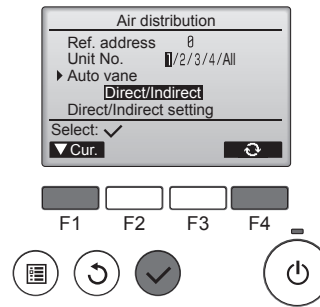 Air distribution
Ref. address 0
Unit No. 1/2/3/4/All
Auto vane
Direct/Indirect
Direct/Indirect setting
Select:
Cur.
F1 F2 F3 F4